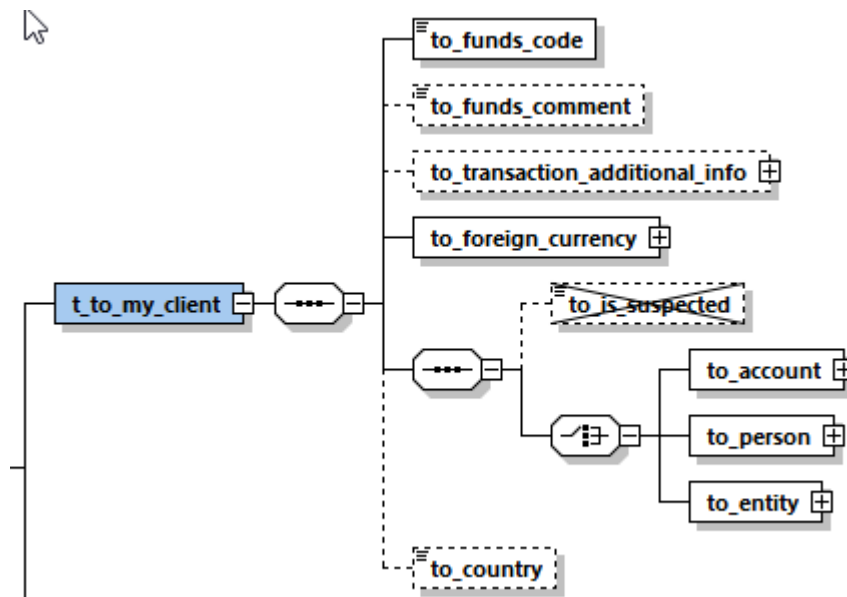 to_funds_code
to_funds_comment
to_transaction_additional_info
to_foreign_currency
t_to_my_client
to_is_suspected
to_account
to_person
to_entity
to_country